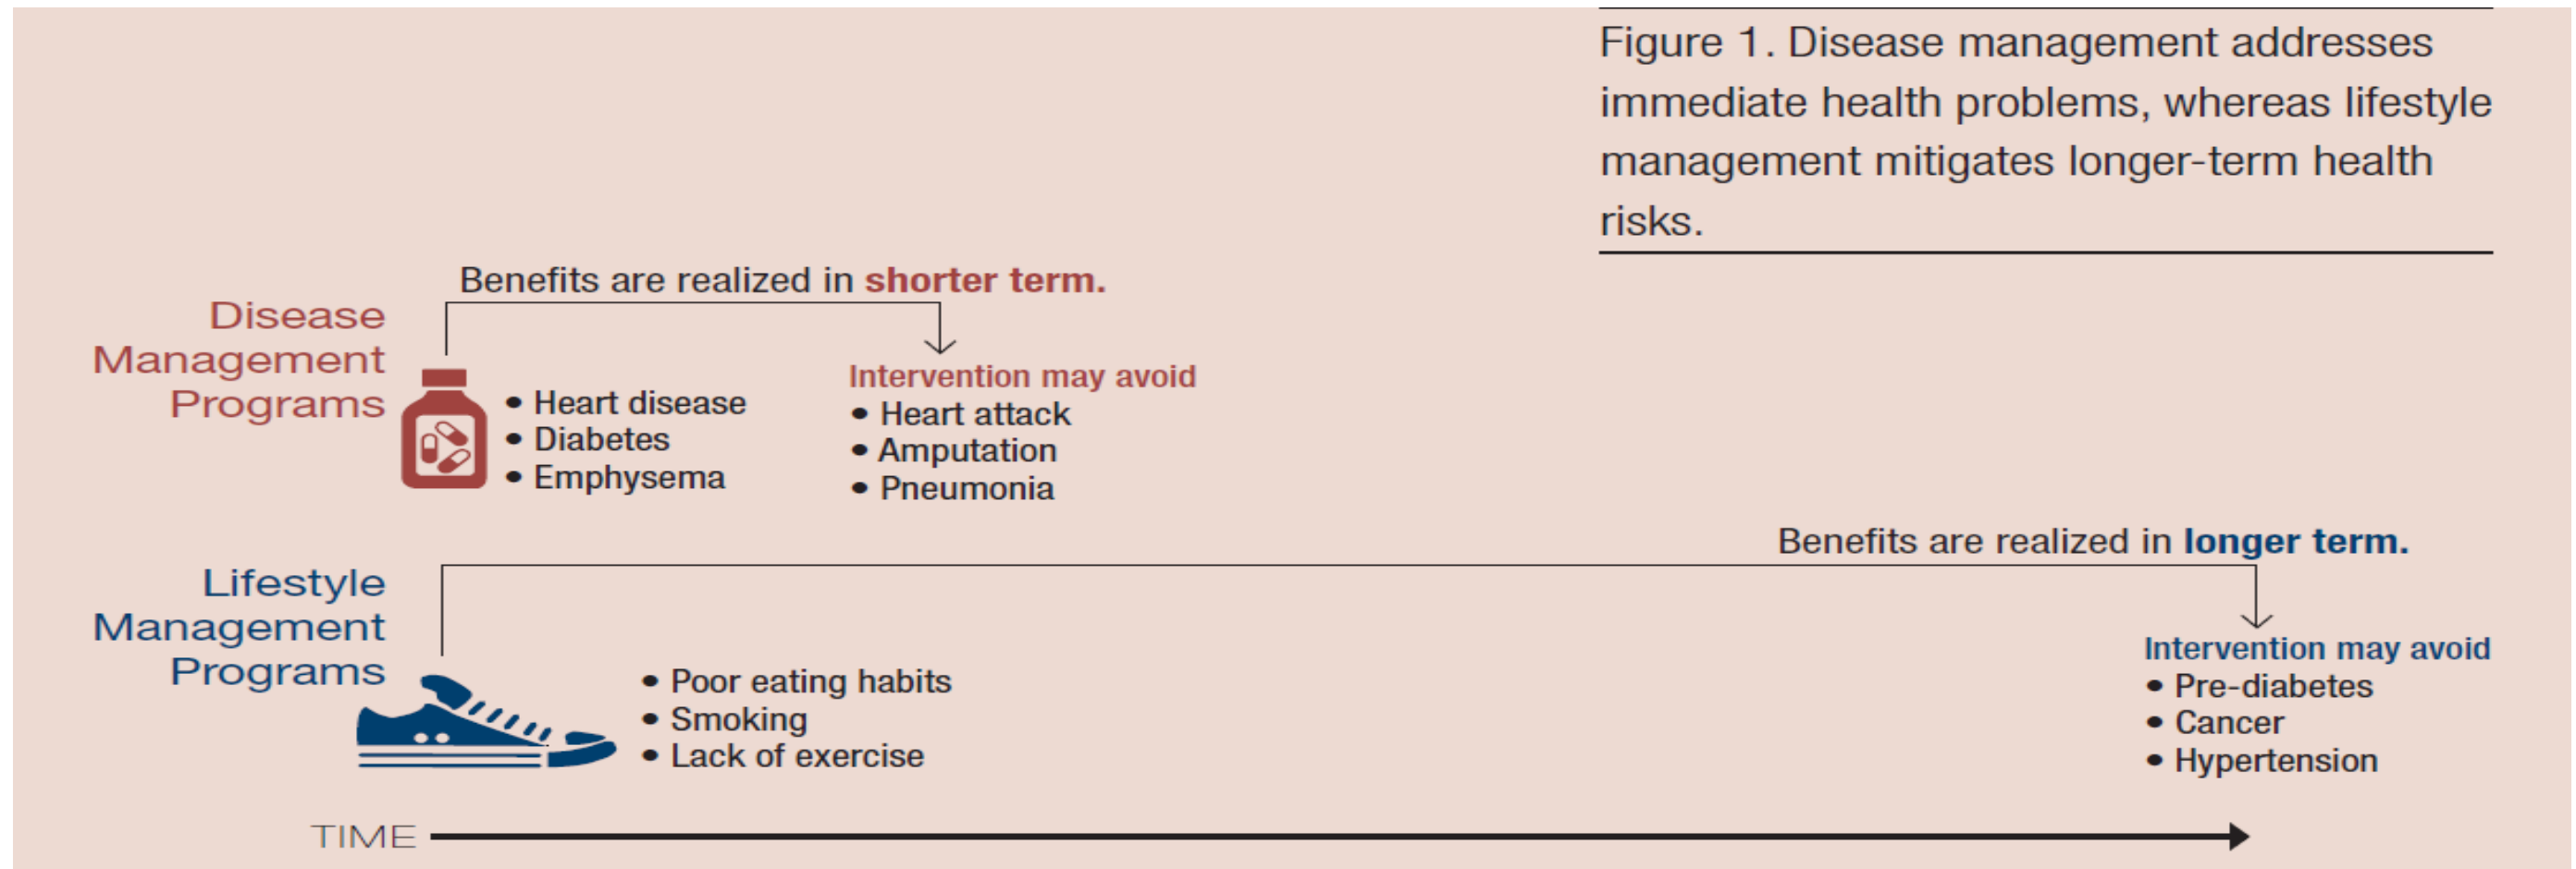 Figure 1. Disease management addresses
immediate health problems, whereas lifestyle
management mitigates longer-term health
risks.
Benefits are realized in shorter term.
Disease
Management
Programs
• Heart disease
• Diabetes
• Emphysema
Intervention may avoid
• Heart attack
• Amputation
• Pneumonia
Benefits are realized in longer term.
Lifestyle
Management
Programs
• Poor eating habits
• Smoking
• Lack of exercise
Intervention may avoid
• Pre-diabetes
• Cancer
• Hypertension
TIME